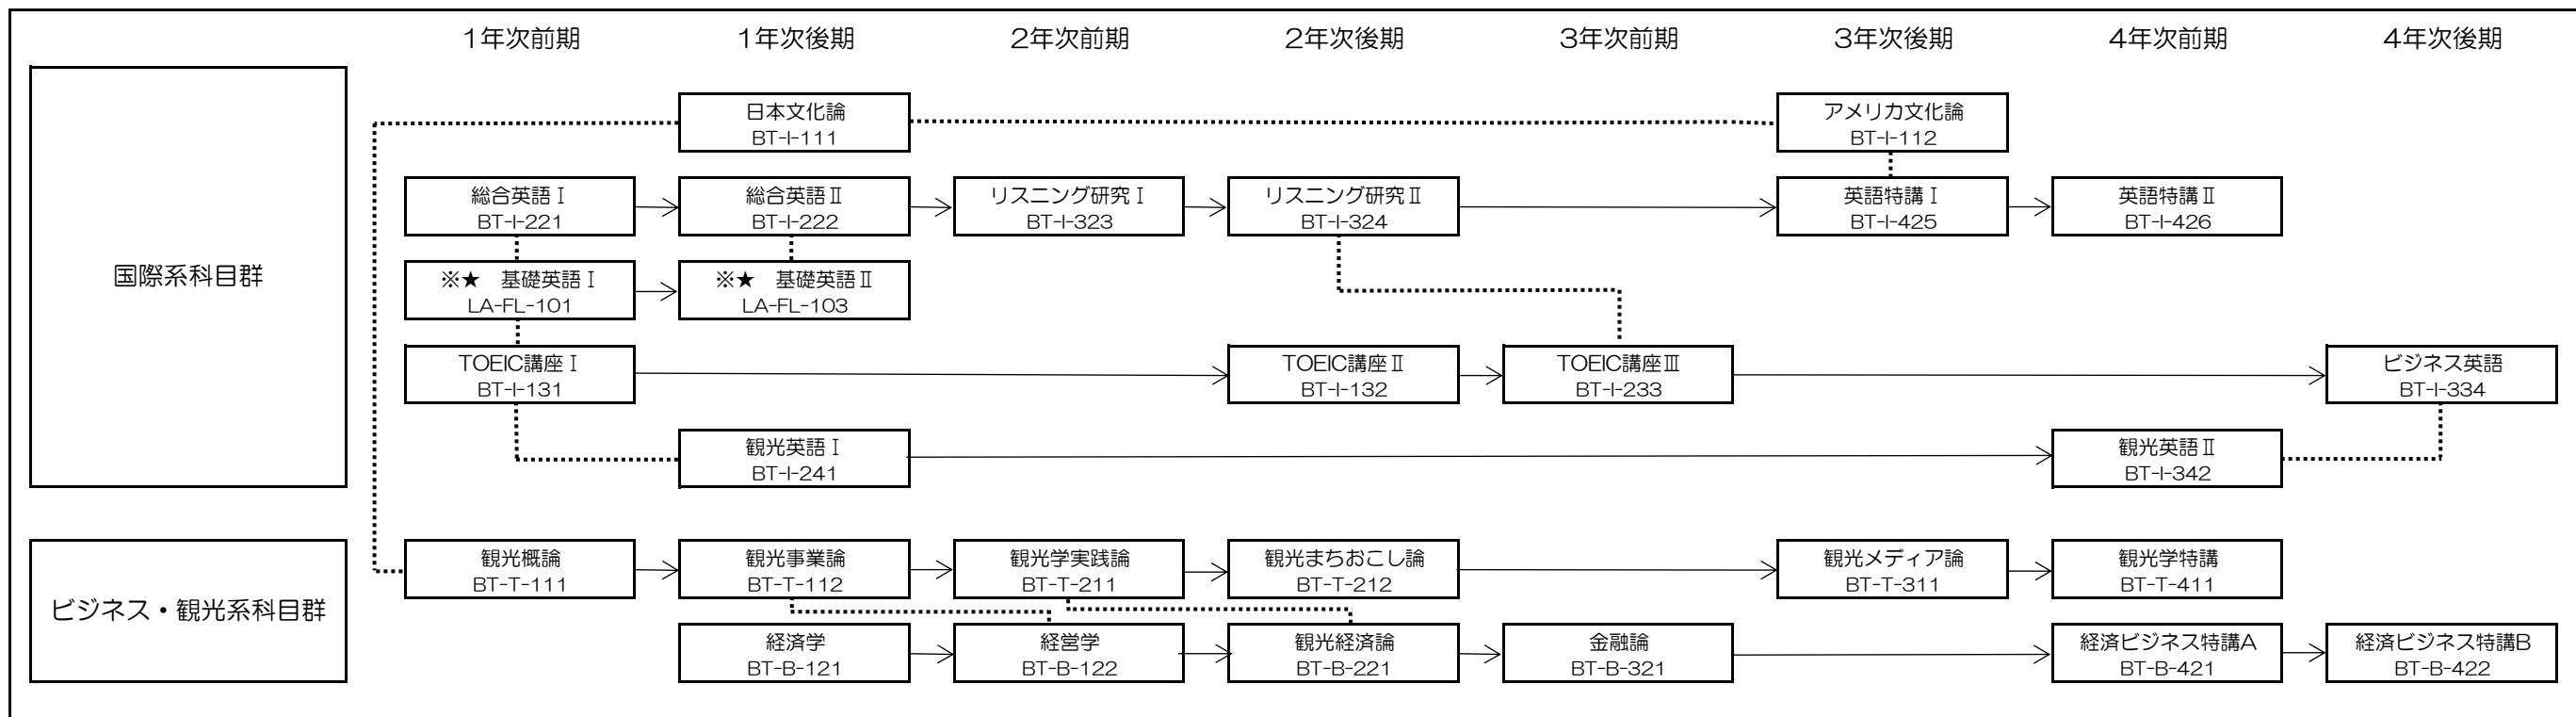 1年次前期
1年次後期
2年次前期
2年次後期
3年次前期
3年次後期
4年次前期
4年次後期
国際系科目群
日本文化論
BT-I-111
アメリカ文化論
BT-I-112
総合英語Ⅰ
BT-I-221
総合英語Ⅱ
BT-I-222
リスニング研究Ⅰ
BT-I-323
リスニング研究Ⅱ
BT-I-324
英語特講Ⅰ
BT-I-425
英語特講Ⅱ
BT-I-426
※★　基礎英語Ⅰ
LA-FL-101
※★　基礎英語Ⅱ
LA-FL-103
TOEIC講座Ⅰ
BT-I-131
TOEIC講座Ⅱ
BT-I-132
TOEIC講座Ⅲ
BT-I-233
ビジネス英語
BT-I-334
観光英語Ⅰ
BT-I-241
観光英語Ⅱ
BT-I-342
ビジネス・観光系科目群
観光概論
BT-T-111
観光事業論
BT-T-112
観光学実践論
BT-T-211
観光まちおこし論
BT-T-212
観光メディア論
BT-T-311
観光学特講
BT-T-411
経済学
BT-B-121
経営学
BT-B-122
観光経済論
BT-B-221
金融論
BT-B-321
経済ビジネス特講A
BT-B-421
経済ビジネス特講B
BT-B-422